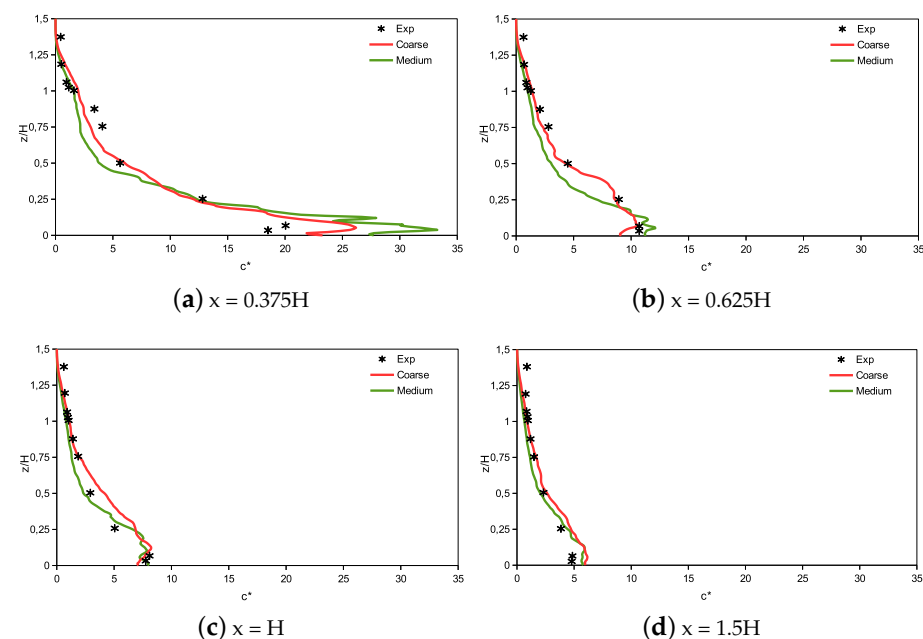 1,5
1,25
1
0,75
0,5
0,25
0
z/H
Exp
Coarse
Medium
0 5 10 15 20 25 30 35
c*
(a) x = 0.375H
1,5
1,25
1
0,75
0,5
0,25
0
z/H
Exp
Coarse
Medium
0 5 10 15 20 25 30 35
c*
(b) x = 0.625H
1,5
1,25
1
0,75
0,5
0,25
0
z/H
Exp
Coarse
Medium
0 5 10 15 20 25 30 35
c*
(c) x = H
1,5
1,25
1
0,75
0,5
0,25
0
z/H
Exp
Coarse
Medium
0 5 10 15 20 25 30 35
c*
(d) x = 1.5H